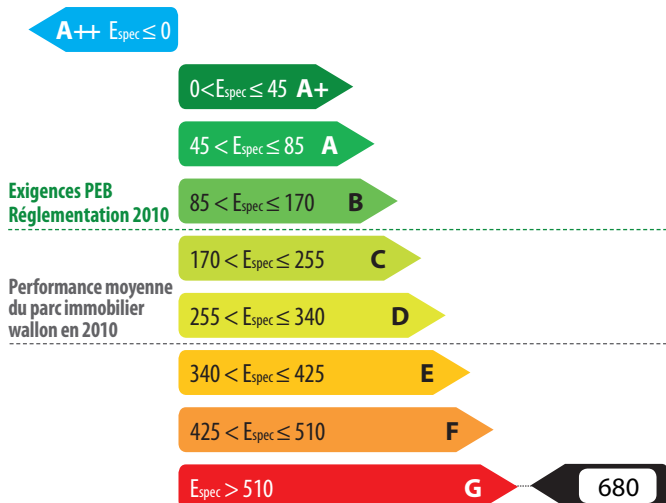 A++ Espec ≤ 0
0<Espec ≤ 45 A+
45 < Espec ≤ 85 A
Exigences PEB
Réglementation 2010
85 < Espec ≤ 170 B
170 < Espec ≤ 255 C
Performance moyenne
du parc immobilier
wallon en 2010
255 < Espec ≤ 340 D
340 < Espec ≤ 425 E
425 < Espec ≤ 510 F
Espec > 510 G
680